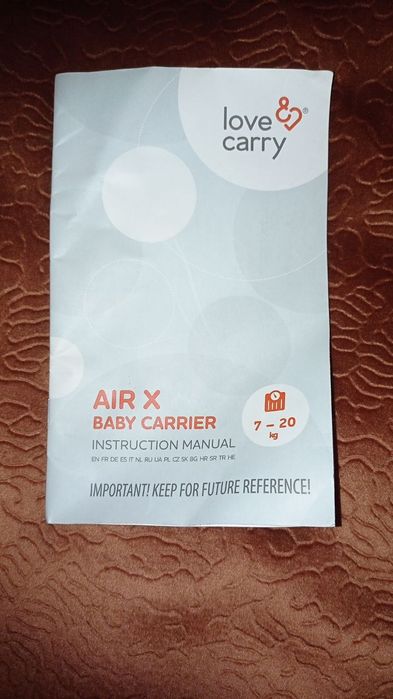 love &®
carry
AIR X
BABY CARRIER
INSTRUCTION MANUAL
EN FR DE ES IT NL RU UA PL CZ SK BG HR SR TR HE
7 – 20
kg
IMPORTANT! KEEP FOR FUTURE REFERENCE!